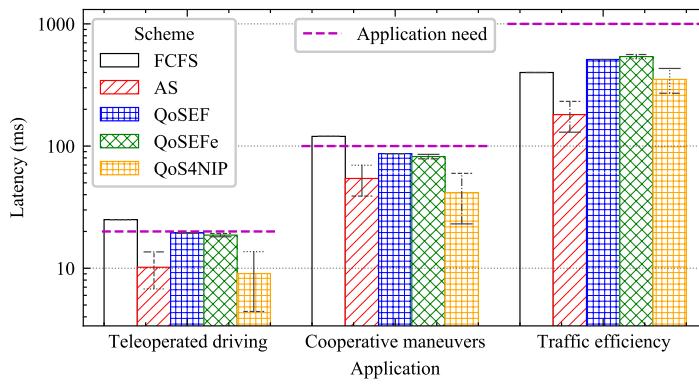 1000
100
10
Latency (ms)
Scheme
FCFS
AS
QoSEF
QoSEFe
QoS4NIP
Application need
Teleoperated driving
Cooperative maneuvers
Traffic efficiency
Application